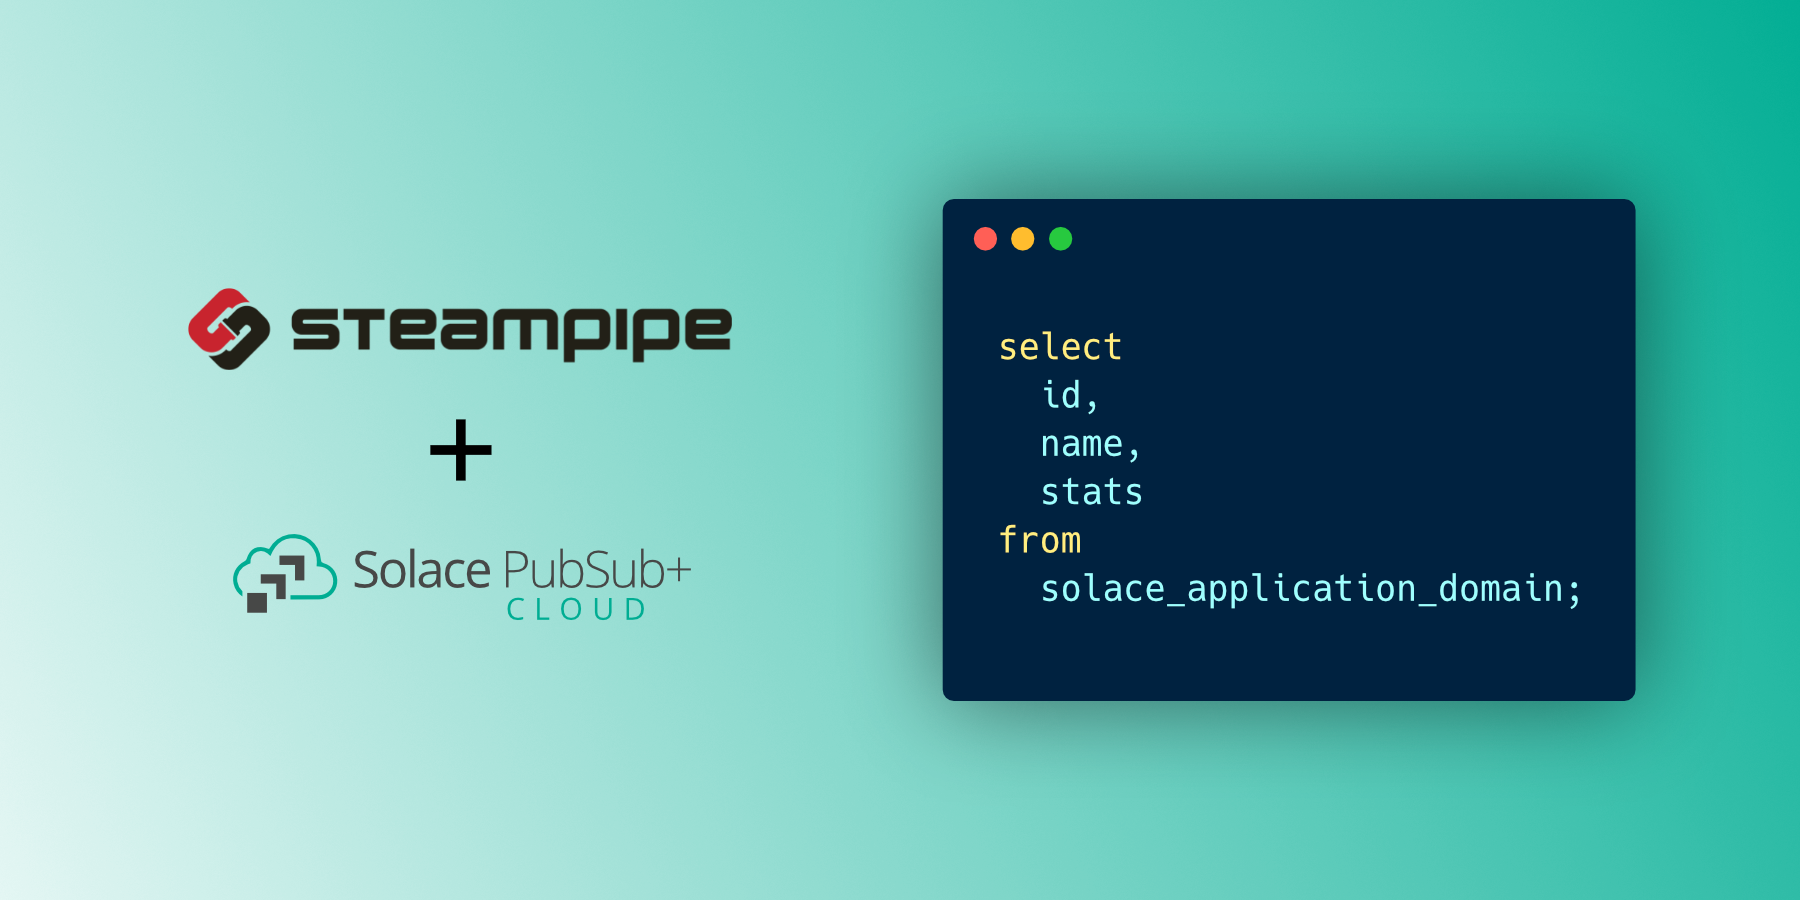 steampipe
+
Solace PubSub+
CLOUD
select
id,
name,
stats
from
solace_application_domain;